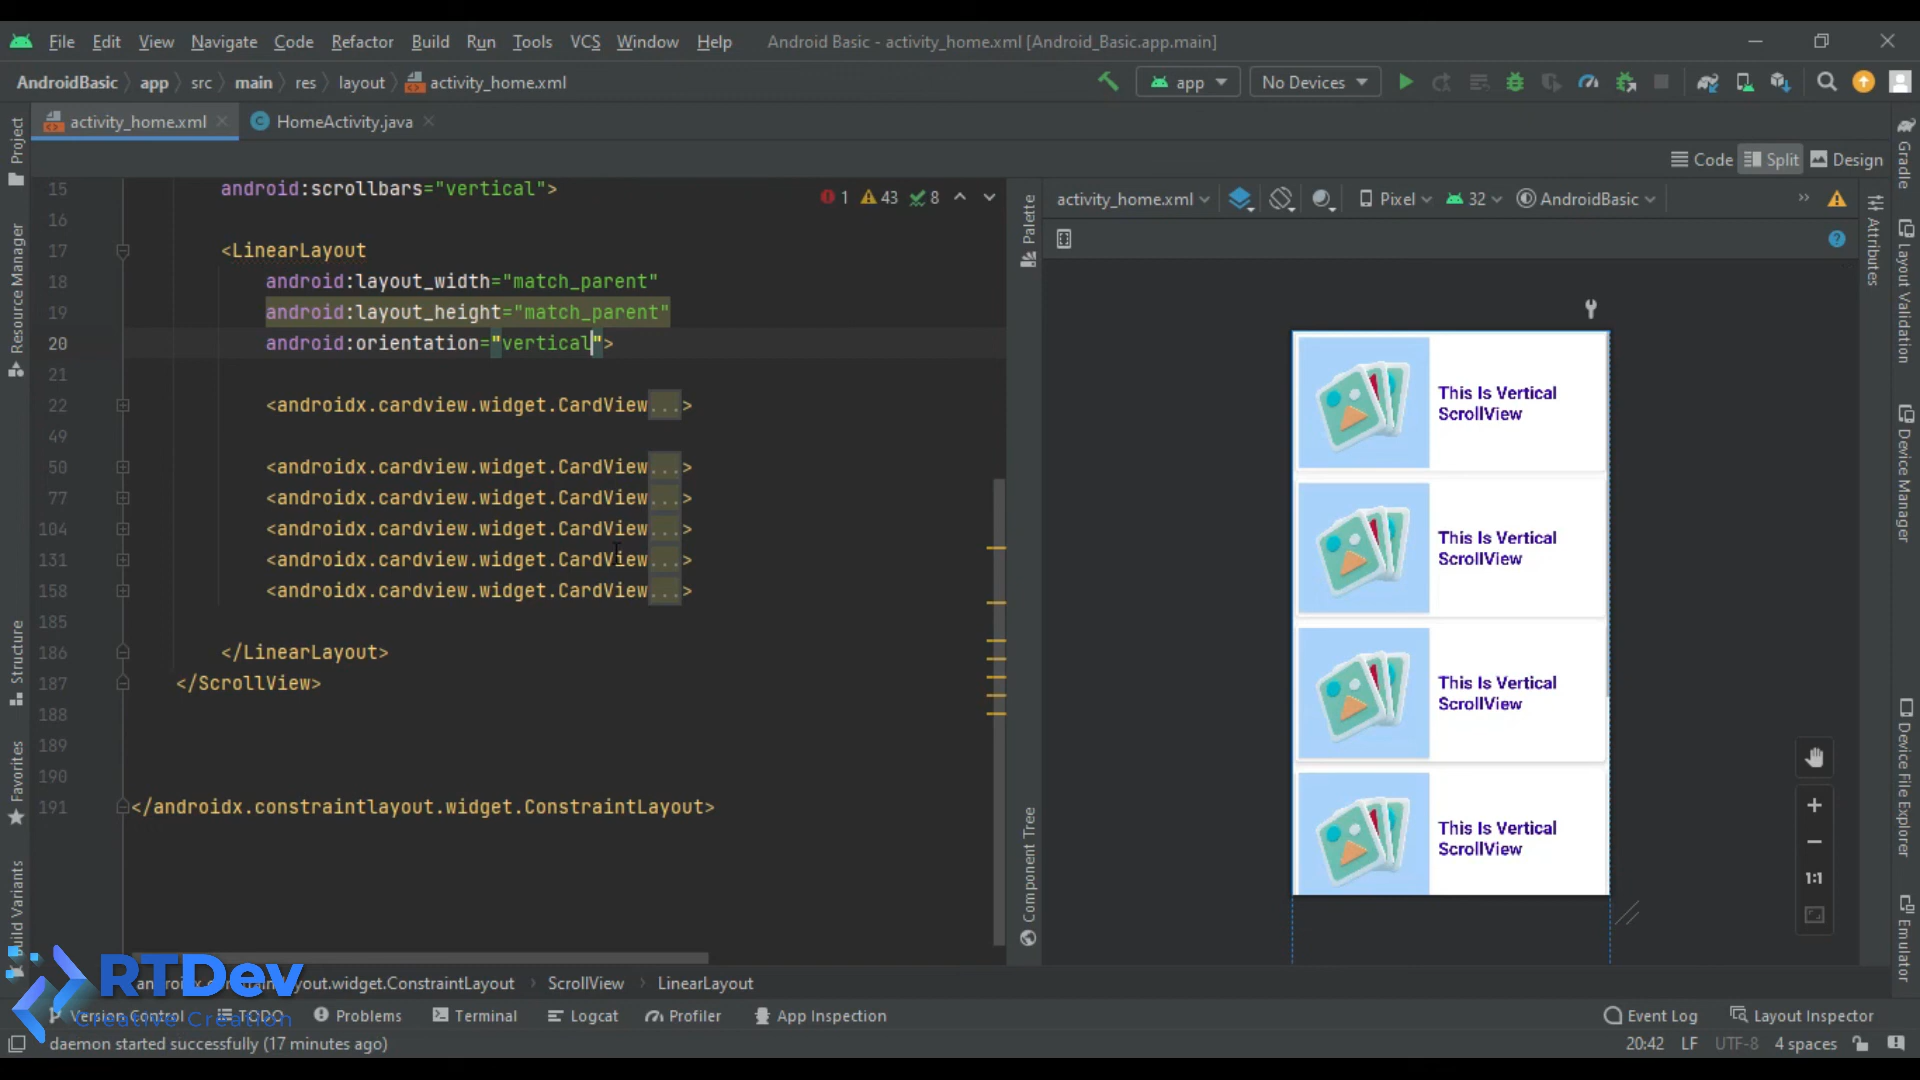 File Edit View Navigate Code Refactor Build Run Tools VCS Window Help Android Basic - activity_home.xml [Android_Basic.app.main]
AndroidBasic app src main res layout activity_home.xml app No Devices
activity_home.xml HomeActivity.java
Code Split Design
15 android:scrollbars="vertical"> 1 43 8
16
17 <LinearLayout
18 android:layout_width="match_parent"
19 android:layout_height="match_parent"
20 android:orientation="vertical">
21
22 <androidx.cardview.widget.CardView...>
49
50 <androidx.cardview.widget.CardView...>
77 <androidx.cardview.widget.CardView...>
104 <androidx.cardview.widget.CardView...>
131 <androidx.cardview.widget.CardView...>
158 <androidx.cardview.widget.CardView...>
185
186 </LinearLayout>
187 </ScrollView>
188
189
190
191 </androidx.constraintlayout.widget.ConstraintLayout>
activity_home.xml Pixel 32 AndroidBasic
This Is Vertical
ScrollView
This Is Vertical
ScrollView
This Is Vertical
ScrollView
This Is Vertical
ScrollView
1:1
Project
Resource Manager
Structure
Favorites
Build Variants
Palette
Component Tree
Attributes
Gradle
Layout Validation
Device Manager
Device File Explorer
Emulator
androidx.constraintlayout.widget.ConstraintLayout ScrollView LinearLayout
RTDev
Creative Creation
Version Control TODO Problems Terminal Logcat Profiler App Inspection Event Log Layout Inspector
daemon started successfully (17 minutes ago) 20:42 LF UTF-8 4 spaces